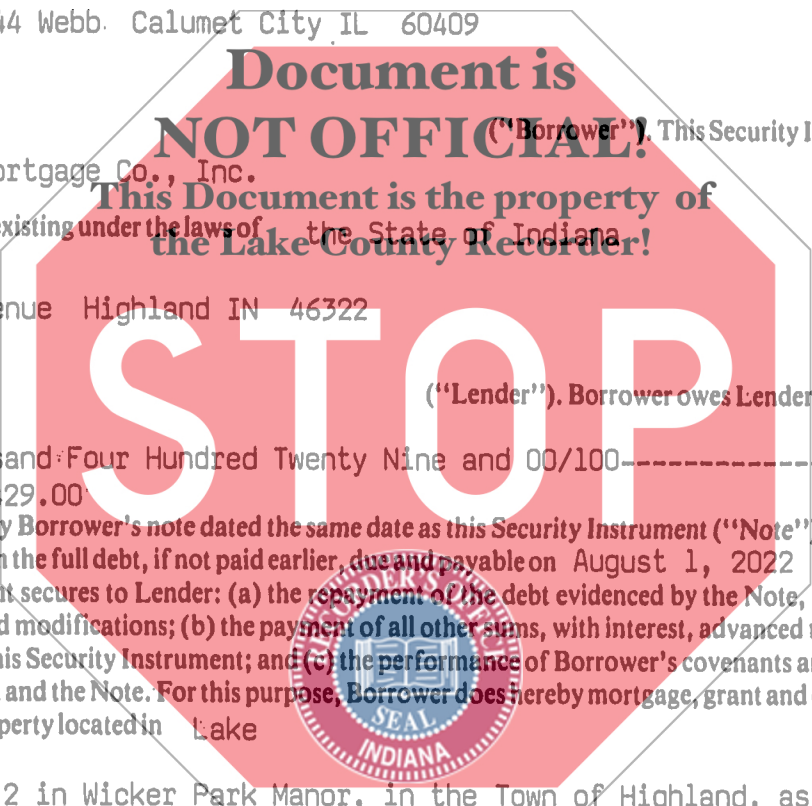 44 Webb Calumet City IL 60409
Document is
NOT OFFICIAL!
("Borrower"). This Security I
ortgage Co., Inc.
This Document is the property of
existing under the laws of the State of Indiana
the Lake County Recorder!
enue Highland IN 46322
STOP
("Lender"). Borrower owes Lender
sand Four Hundred Twenty Nine and 00/100-------------
429.00
y Borrower's note dated the same date as this Security Instrument ("Note")
h the full debt, if not paid earlier, due and payable on August 1, 2022
nt secures to Lender: (a) the repayment of the debt evidenced by the Note,
d modifications; (b) the payment of all other sums, with interest, advanced
his Security Instrument; and (c) the performance of Borrower's covenants a
and the Note. For this purpose, Borrower does hereby mortgage, grant and
perty located in Lake
SEAL
INDIANA
2 in Wicker Park Manor, in the Town of Highland, as